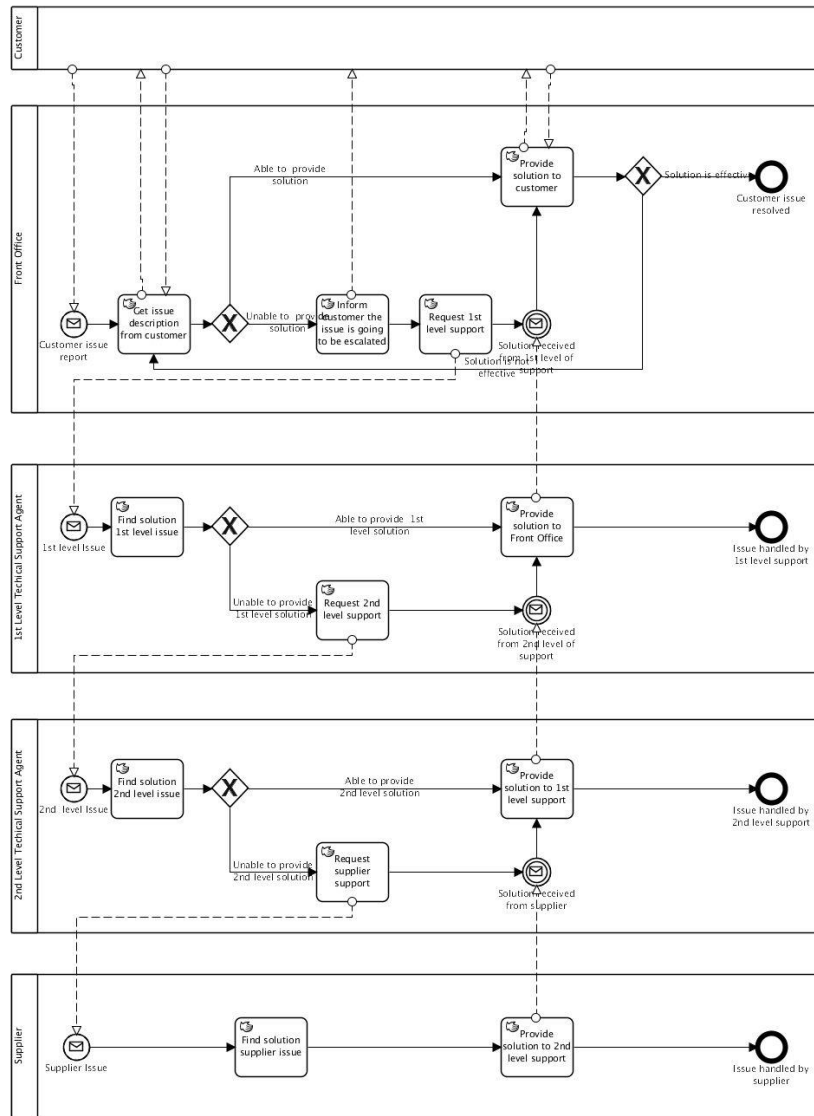 Customer
Front Office
Able to  provide
solution
Provide
solution to
customer
Solution is effectiv
Customer issue
resolved
Customer issue
report
Get issue
description
from customer
Unable to  provide
solution
Inform
customer the
issue is going
to be escalated
Request 1st
level support
Solution received
from 1st level of
support
Solution is not
effective
1st Level Techical Support Agent
1st level Issue
Find solution
1st level issue
Able to provide  1st
level solution
Provide
solution to
Front Office
Issue handled by
1st level support
Unable to provide
1st level solution
Request 2nd
level support
Solution received
from 2nd level of
support
2nd Level Techical Support Agent
2nd  level Issue
Find solution
2nd level issue
Able to provide
2nd level solution
Provide
solution to 1st
level support
Issue handled by
2nd level support
Unable to provide
2nd level solution
Request
supplier
support
Solution received
from supplier
Supplier
Supplier Issue
Find solution
supplier issue
Provide
solution to 2nd
level support
Issue handled by
supplier